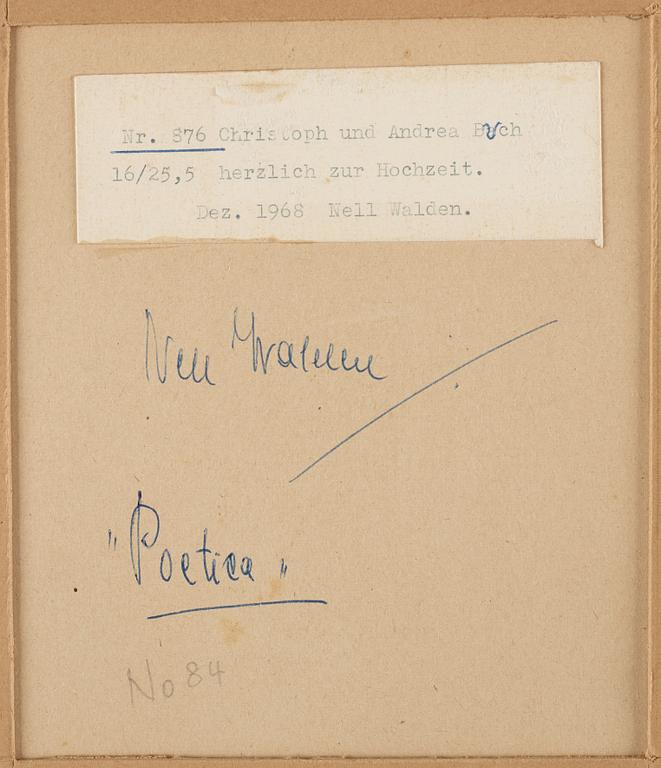 Nr. 876 Christoph und Andrea
16/25,5 herzlich zur Hochzeit.
Dez. 1968 Nell Walden.
Nell Walden
"Poetica"
No 84